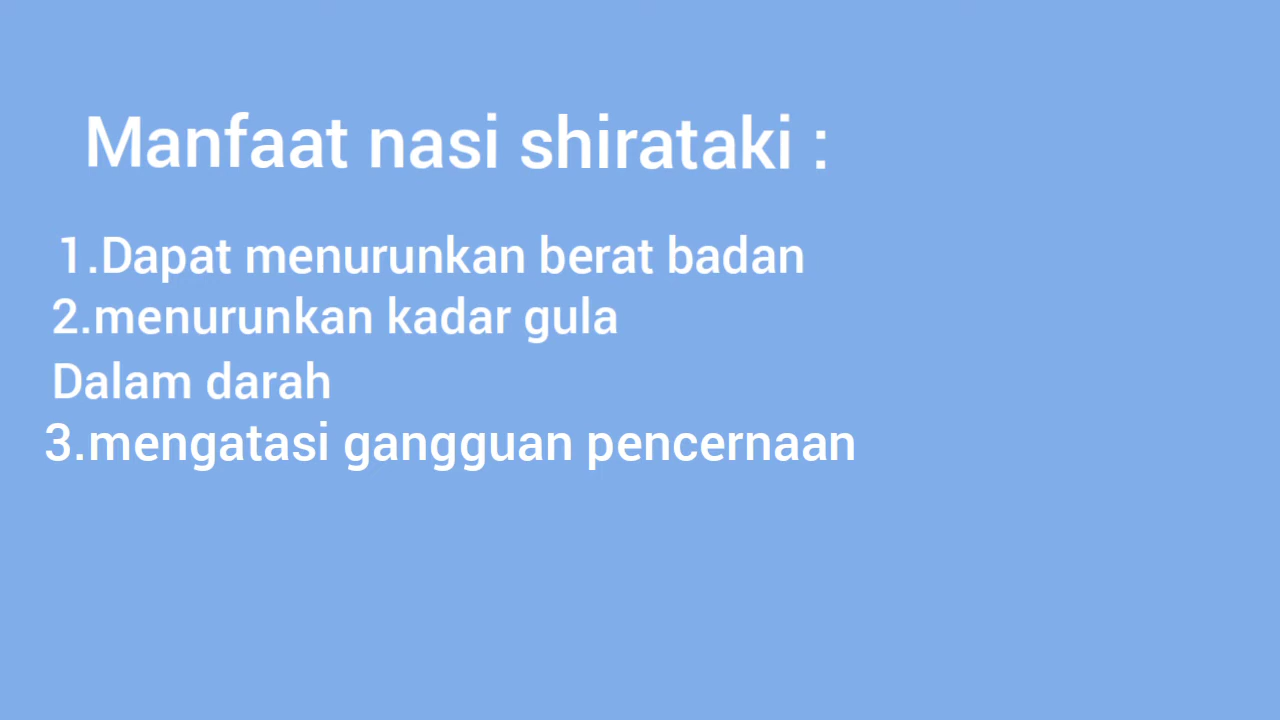 Manfaat nasi shirataki :
1.Dapat menurunkan berat badan
2.menurunkan kadar gula
Dalam darah
3.mengatasi gangguan pencernaan